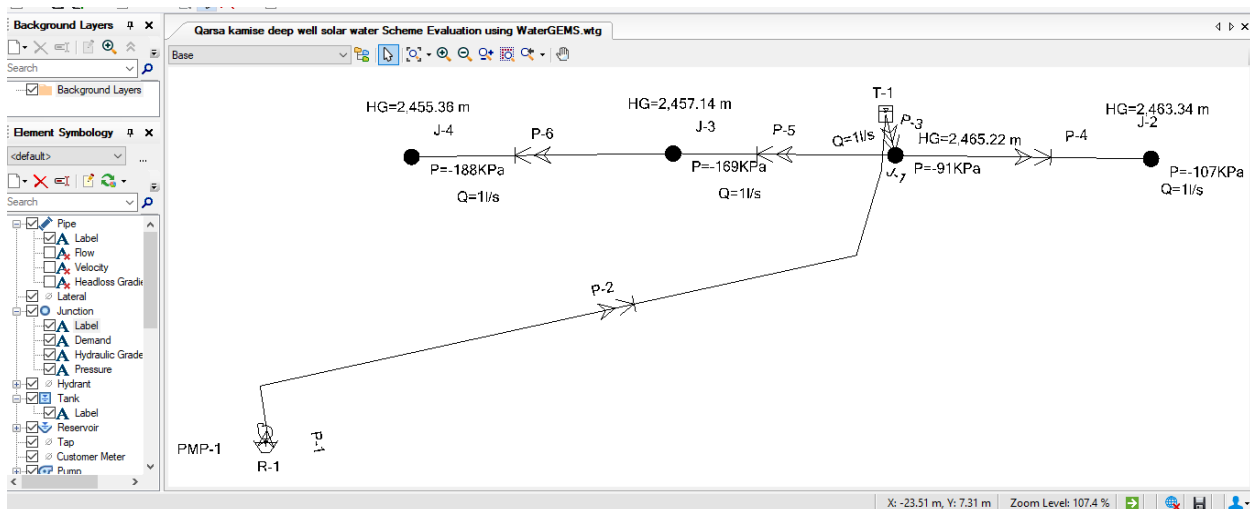 Background Layers
Search
Background Layers
Element Symbology
<default>
...
Search
Pipe
Label
Flow
Velocity
Headloss Gradie
Lateral
Junction
Label
Demand
Hydraulic Grade
Pressure
Hydrant
Tank
Label
Reservoir
Tap
Customer Meter
Pump
Qarsa kamise deep well solar water Scheme Evaluation using WaterGEMS.wtg
Base
HG=2,455.36 m
J-4
P-6
P=-188KPa
Q=1l/s
HG=2,457.14 m
J-3
P-5
P=-169KPa
Q=1l/s
T-1
P-3
Q=1l/s
HG=2,465.22 m
J-1
P=-91KPa
P-4
HG=2,463.34 m
J-2
P=-107KPa
Q=1l/s
P-2
PMP-1
P-1
R-1
X: -23.51 m, Y: 7.31 m
Zoom Level: 107.4 %